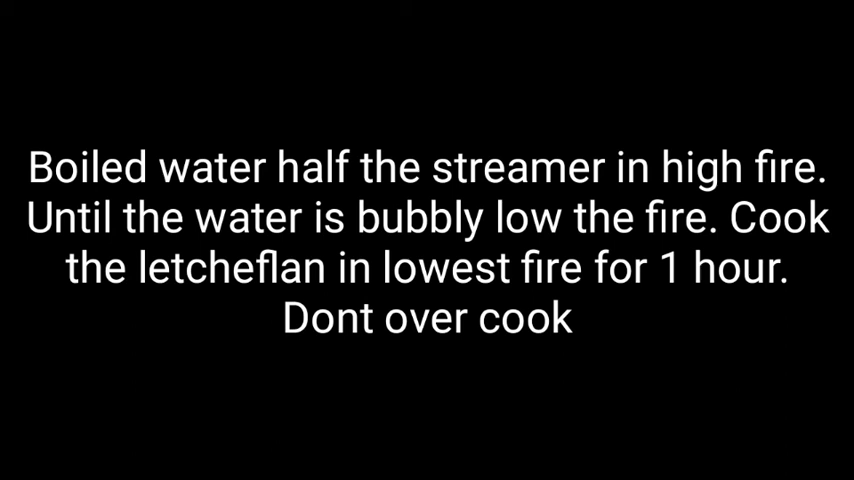 Boiled water half the streamer in high fire.
Until the water is bubbly low the fire. Cook
the letcheflan in lowest fire for 1 hour.
Dont over cook